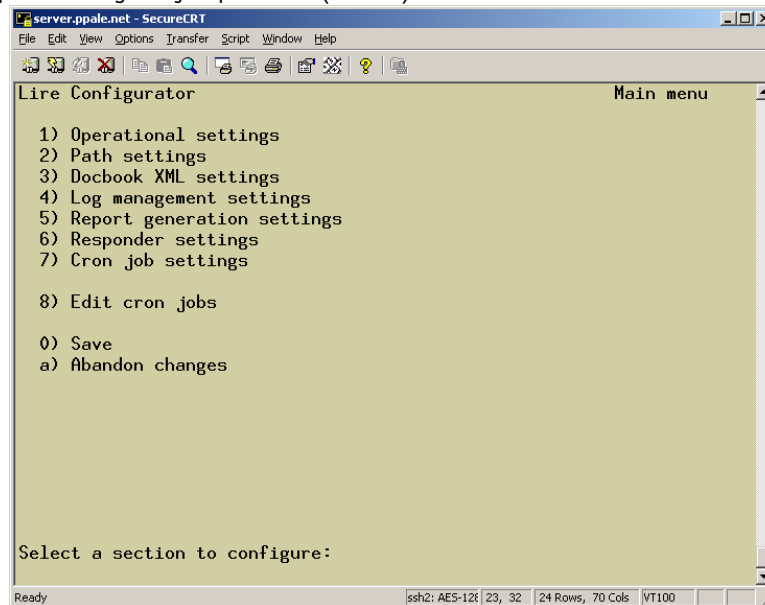 server.ppale.net - SecureCRT
File Edit View Options Transfer Script Window Help
Lire Configurator Main menu
1) Operational settings
2) Path settings
3) Docbook XML settings
4) Log management settings
5) Report generation settings
6) Responder settings
7) Cron job settings
8) Edit cron jobs
0) Save
a) Abandon changes
Select a section to configure:
Ready ssh2: AES-128 23, 32 24 Rows, 70 Cols VT100